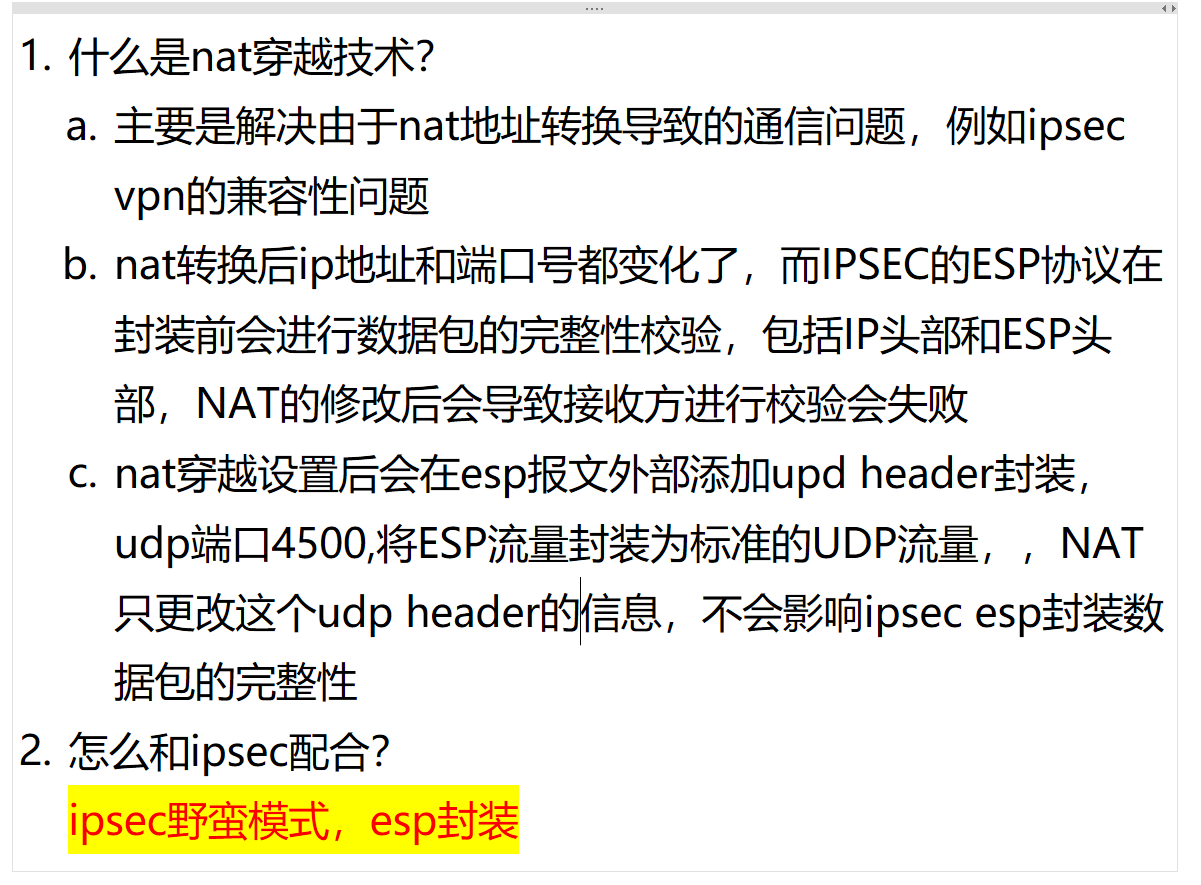 1. 什么是nat穿越技术？
a. 主要是解决由于nat地址转换导致的通信问题，例如ipsec
vpn的兼容性问题
b. nat转换后ip地址和端口号都变化了，而IPSEC的ESP协议在
封装前会进行数据包的完整性校验，包括IP头部和ESP头
部，NAT的修改后会导致接收方进行校验会失败
c. nat穿越设置后会在esp报文外部添加upd header封装，
udp端口4500,将ESP流量封装为标准的UDP流量，，NAT
只更改这个udp header的信息，不会影响ipsec esp封装数
据包的完整性
2. 怎么和ipsec配合？
ipsec野蛮模式，esp封装